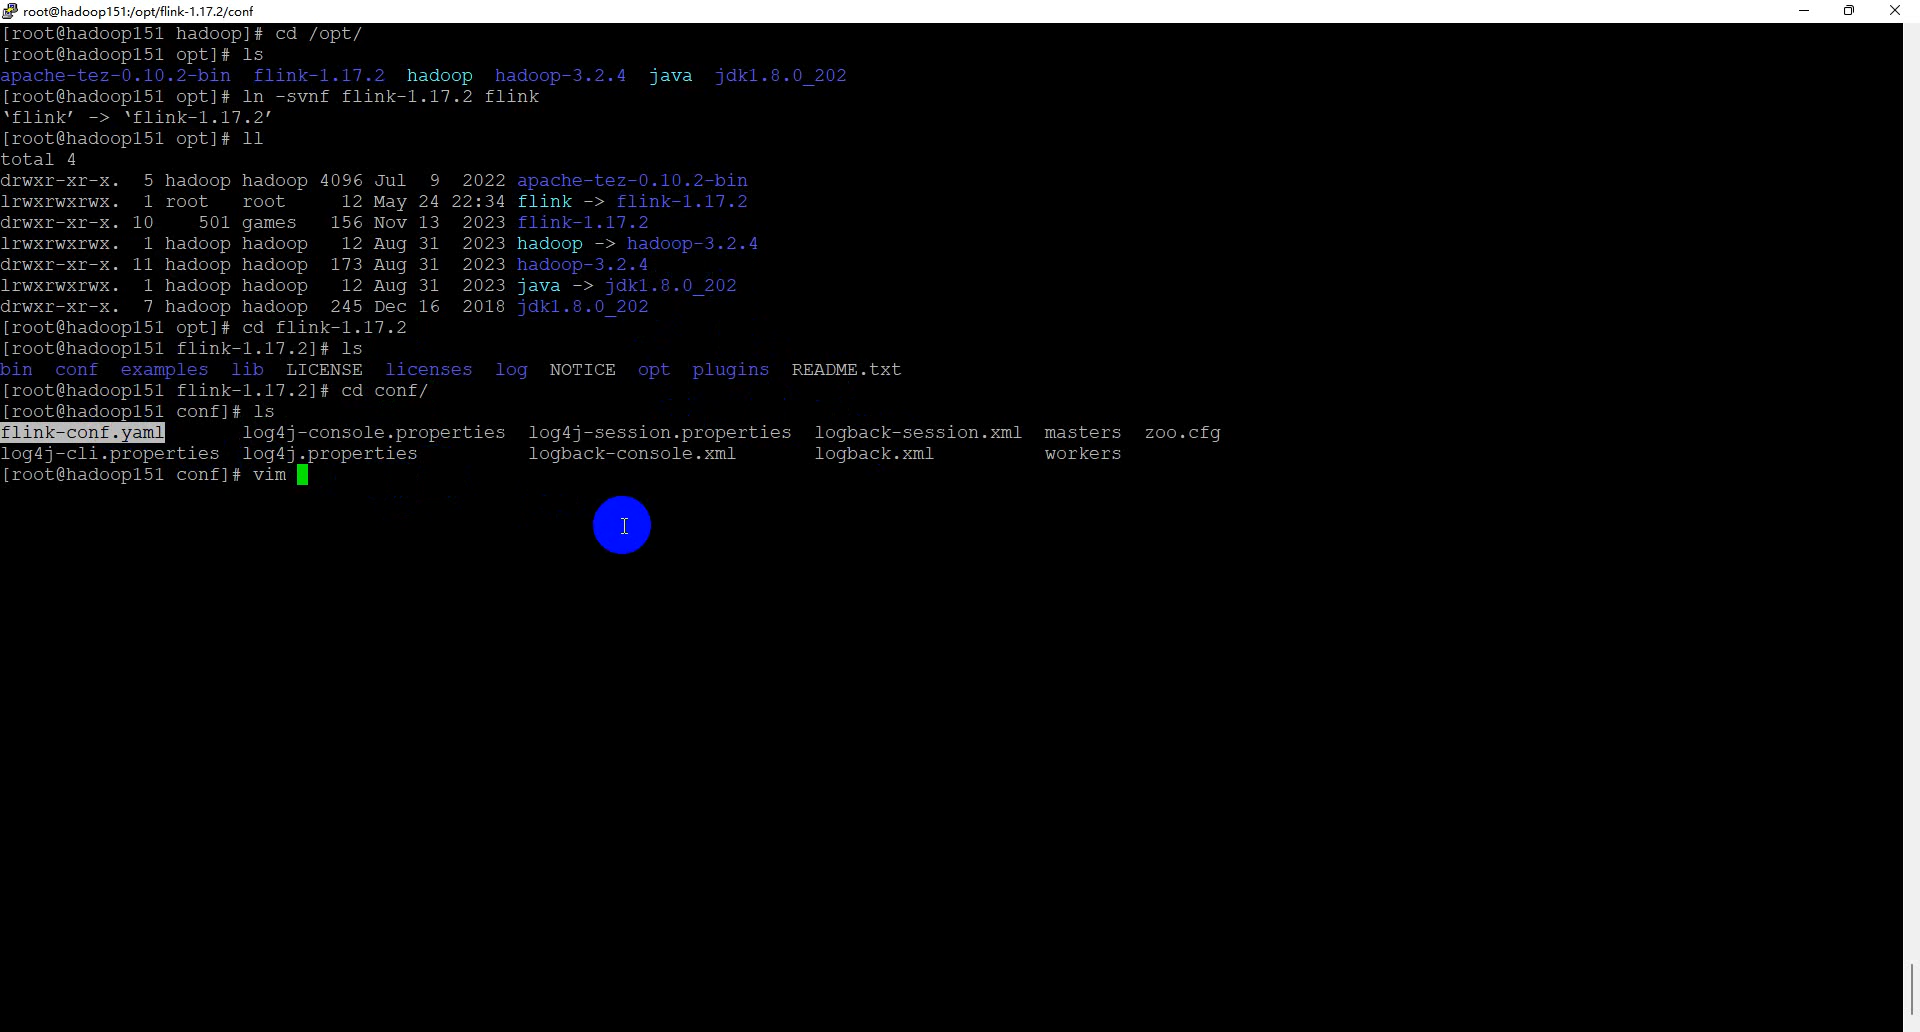 root@hadoop151:/opt/flink-1.17.2/conf
[root@hadoop151 hadoop]# cd /opt/
[root@hadoop151 opt]# ls
apache-tez-0.10.2-bin  flink-1.17.2  hadoop  hadoop-3.2.4  java  jdk1.8.0_202
[root@hadoop151 opt]# ln -svnf flink-1.17.2 flink
‘flink’ -> ‘flink-1.17.2’
[root@hadoop151 opt]# ll
total 4
drwxr-xr-x.  5 hadoop hadoop 4096 Jul  9  2022 apache-tez-0.10.2-bin
lrwxrwxrwx.  1 root   root     12 May 24 22:34 flink -> flink-1.17.2
drwxr-xr-x. 10    501 games   156 Nov 13  2023 flink-1.17.2
lrwxrwxrwx.  1 hadoop hadoop   12 Aug 31  2023 hadoop -> hadoop-3.2.4
drwxr-xr-x. 11 hadoop hadoop  173 Aug 31  2023 hadoop-3.2.4
lrwxrwxrwx.  1 hadoop hadoop   12 Aug 31  2023 java -> jdk1.8.0_202
drwxr-xr-x.  7 hadoop hadoop  245 Dec 16  2018 jdk1.8.0_202
[root@hadoop151 opt]# cd flink-1.17.2
[root@hadoop151 flink-1.17.2]# ls
bin  conf  examples  lib  LICENSE  licenses  log  NOTICE  opt  plugins  README.txt
[root@hadoop151 flink-1.17.2]# cd conf/
[root@hadoop151 conf]# ls
flink-conf.yaml       log4j-console.properties  log4j-session.properties  logback-session.xml  masters  zoo.cfg
log4j-cli.properties  log4j.properties          logback-console.xml       logback.xml          workers
[root@hadoop151 conf]# vim